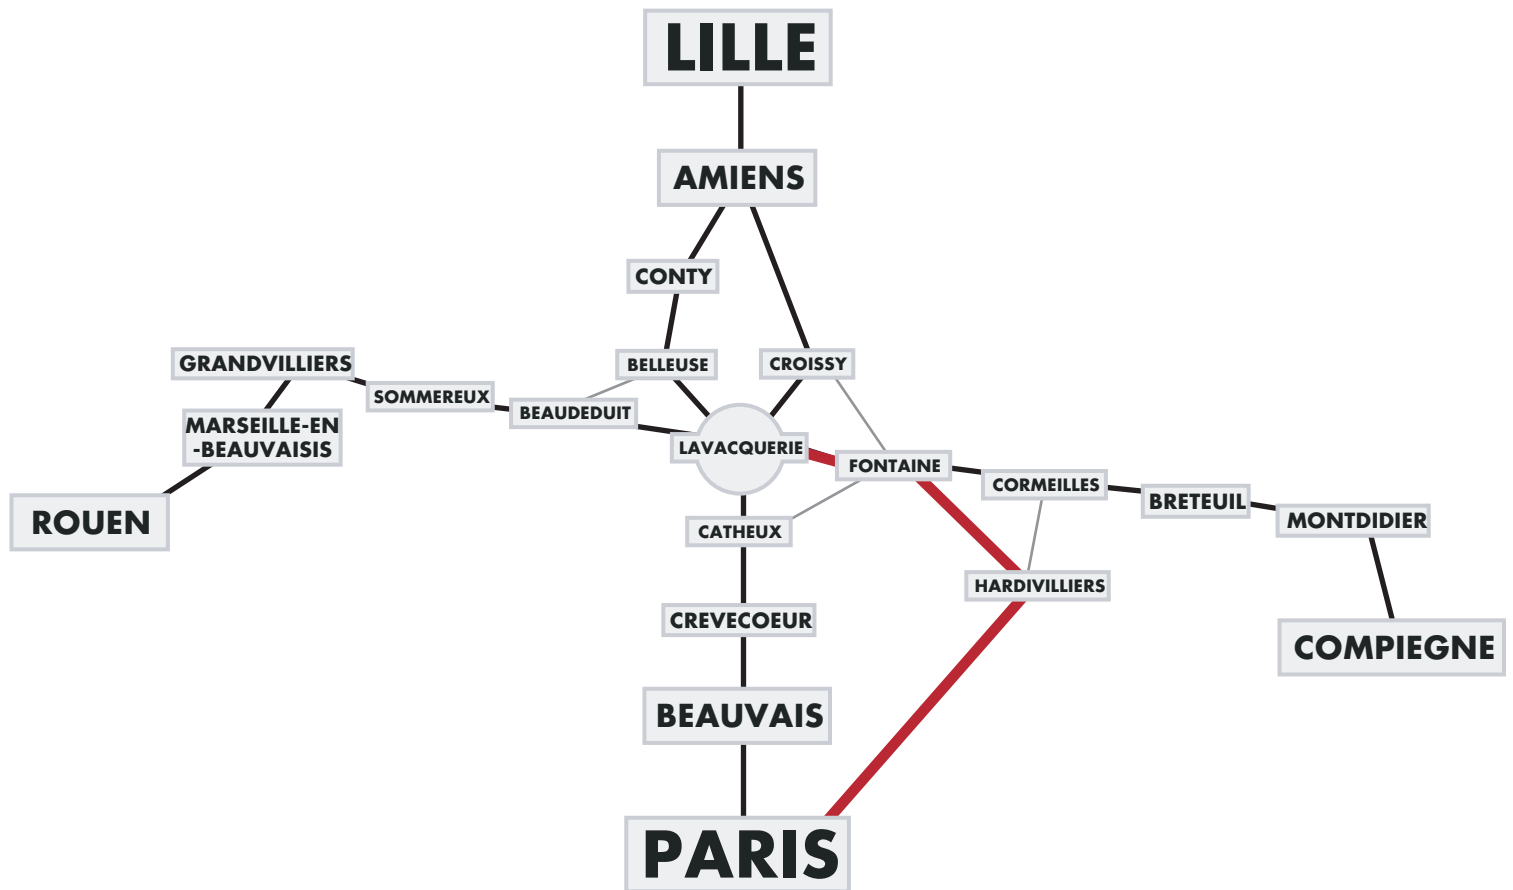 LILLE
AMIENS
CONTY
GRANDVILLIERS
BELLEUSE
CROISSY
SOMMEREUX
BEAUDEDUIT
MARSEILLE-EN
-BEAUVAISIS
LAVACQUERIE
FONTAINE
CORMEILLES
BRETEUIL
MONTDIDIER
ROUEN
CATHEUX
HARDIVILLIERS
CREVECOEUR
COMPIEGNE
BEAUVAIS
PARIS